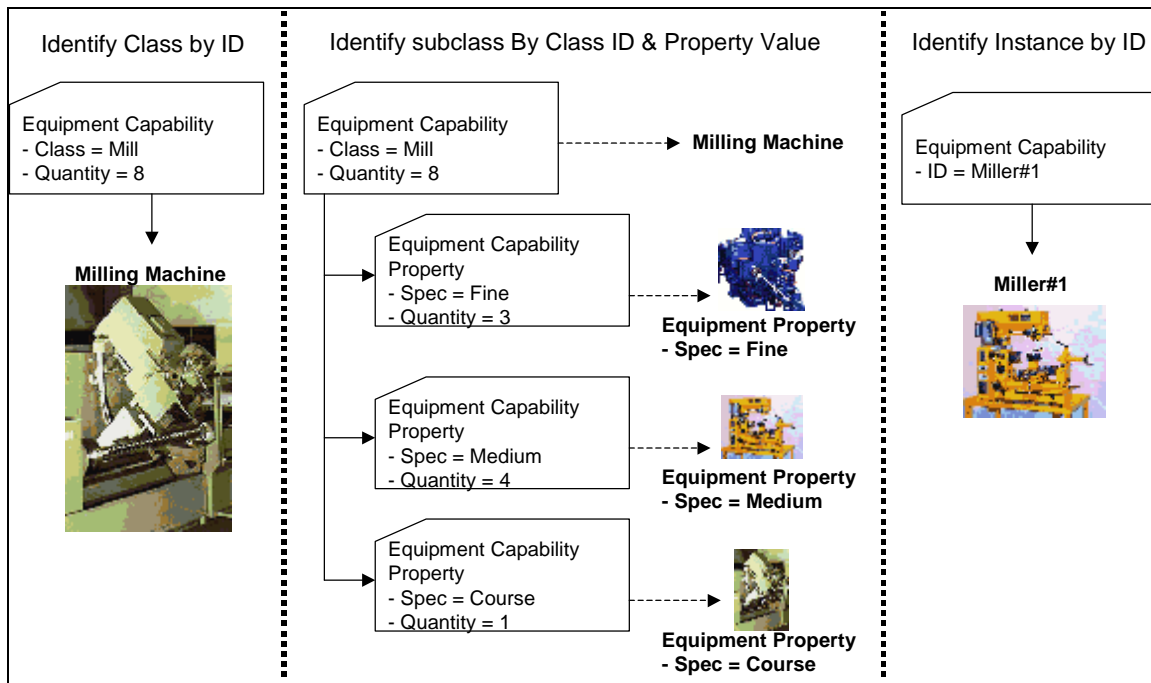 Identify Class by ID
Equipment Capability
- Class = Mill
- Quantity = 8
Milling Machine
Identify subclass By Class ID & Property Value
Equipment Capability
- Class = Mill
- Quantity = 8
Milling Machine
Equipment Capability
Property
- Spec = Fine
- Quantity = 3
Equipment Property
- Spec = Fine
Equipment Capability
Property
- Spec = Medium
- Quantity = 4
Equipment Property
- Spec = Medium
Equipment Capability
Property
- Spec = Course
- Quantity = 1
Equipment Property
- Spec = Course
Identify Instance by ID
Equipment Capability
- ID = Miller#1
Miller#1